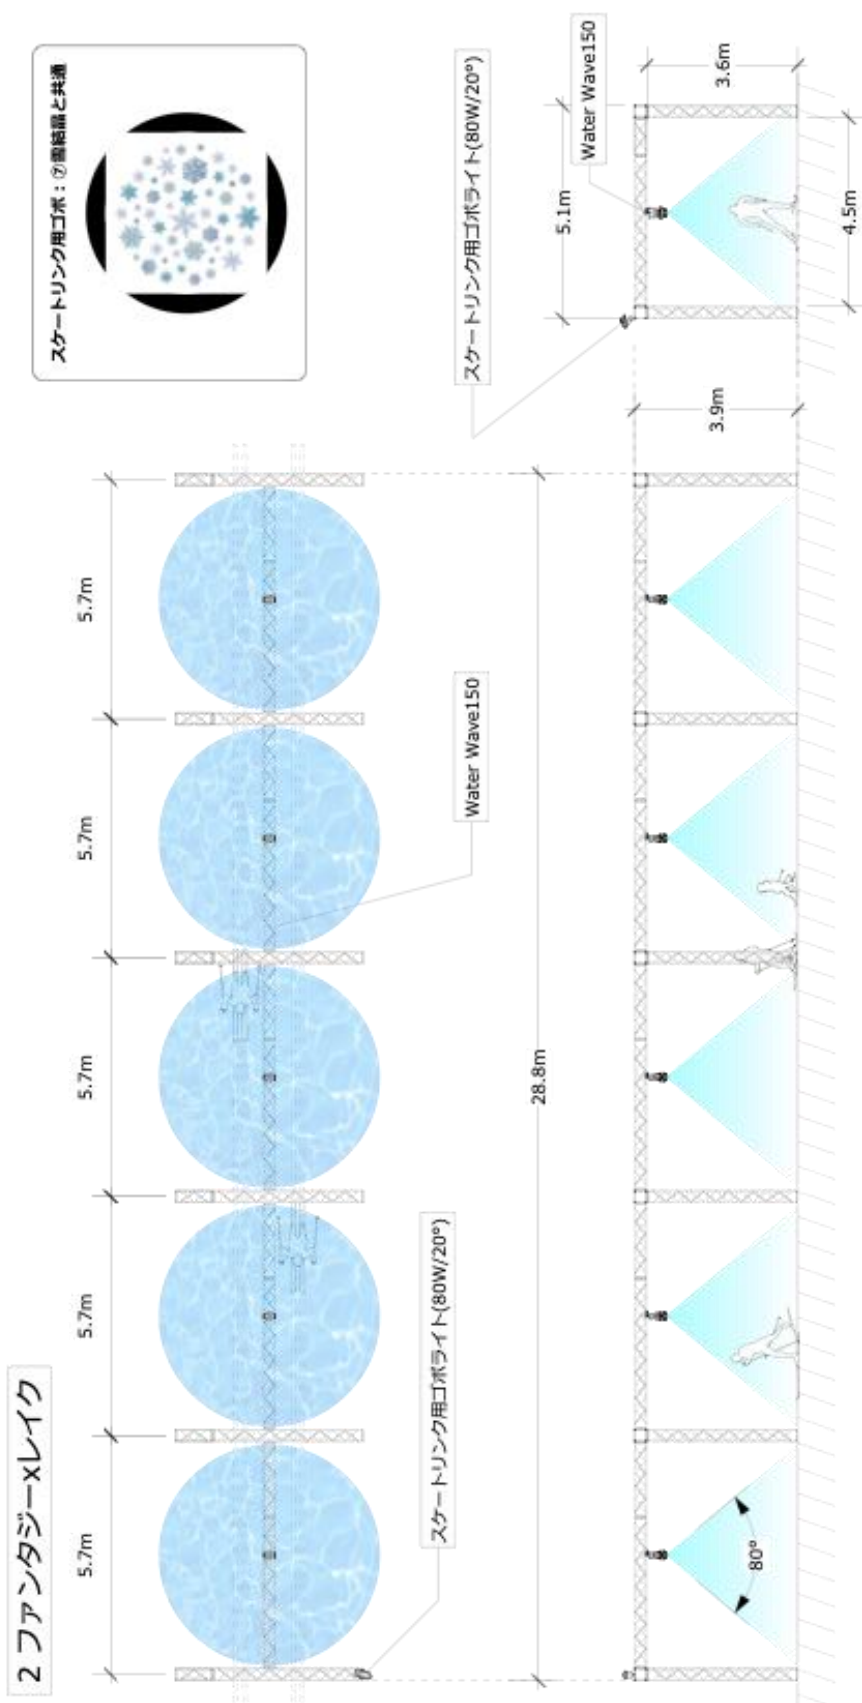 2 ファンタジーxレイク
5.7m
5.7m
5.7m
5.7m
5.7m
スケートリンク用ゴボライト(80W/20°)
Water Wave150
28.8m
80°
3.9m
スケートリンク用ゴボ:⑦雪結晶と共通
スケートリンク用ゴボライト(80W/20°)
Water Wave150
5.1m
3.6m
4.5m